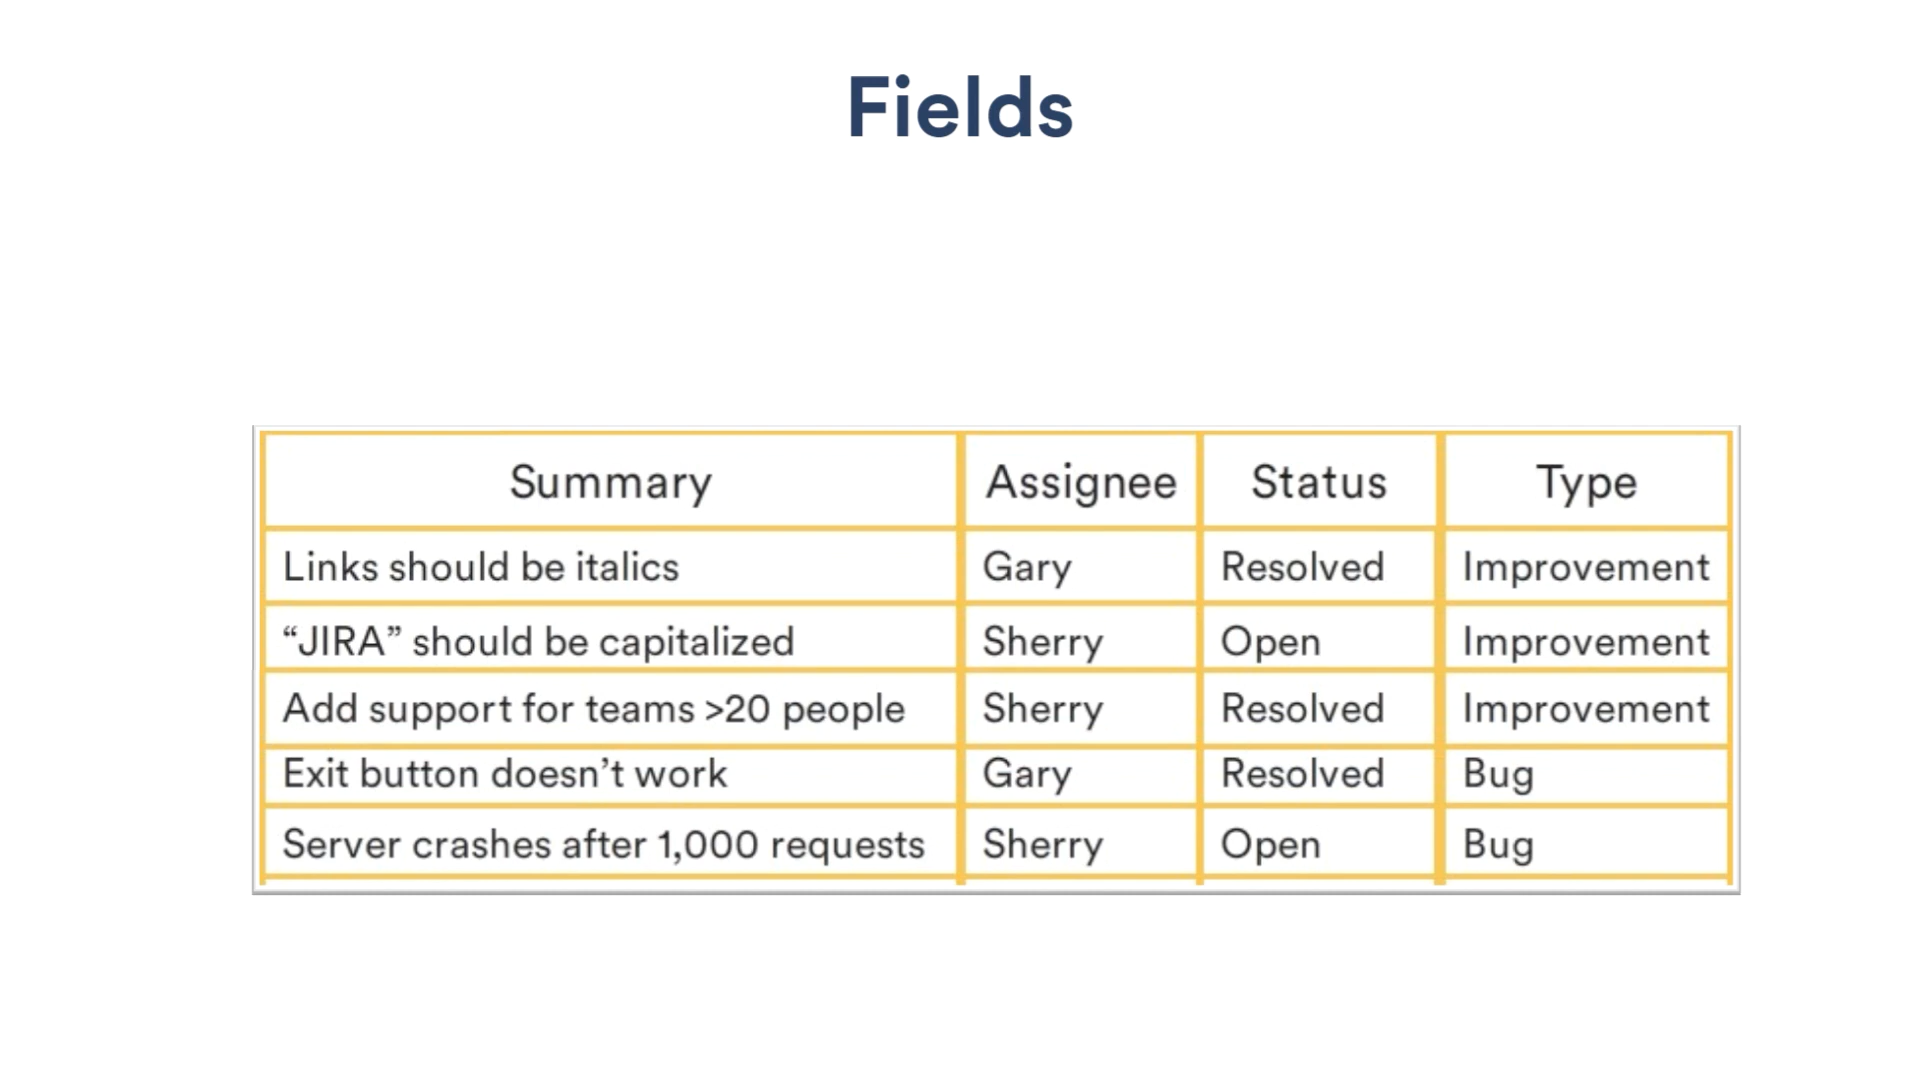 Fields
Summary Assignee Status Type
Links should be italics Gary Resolved Improvement
“JIRA” should be capitalized Sherry Open Improvement
Add support for teams >20 people Sherry Resolved Improvement
Exit button doesn’t work Gary Resolved Bug
Server crashes after 1,000 requests Sherry Open Bug